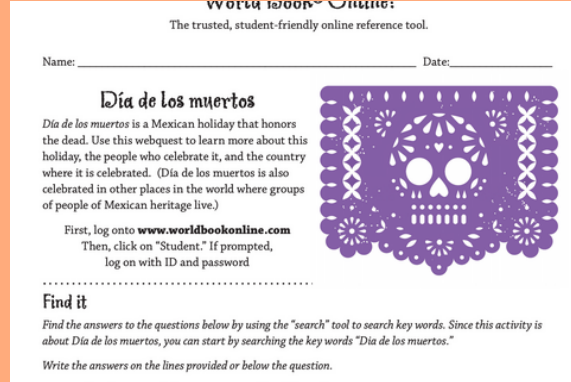 World Book® Online:
The trusted, student-friendly online reference tool.
Name: ________________ Date:________________
Día de los muertos
Día de los muertos is a Mexican holiday that honors
the dead. Use this webquest to learn more about this
holiday, the people who celebrate it, and the country
where it is celebrated. (Día de los muertos is also
celebrated in other places in the world where groups
of people of Mexican heritage live.)
First, log onto www.worldbookonline.com
Then, click on “Student.” If prompted,
log on with ID and password
Find it
Find the answers to the questions below by using the “search” tool to search key words. Since this activity is
about Día de los muertos, you can start by searching the key words “Dia de los muertos.”
Write the answers on the lines provided or below the question.